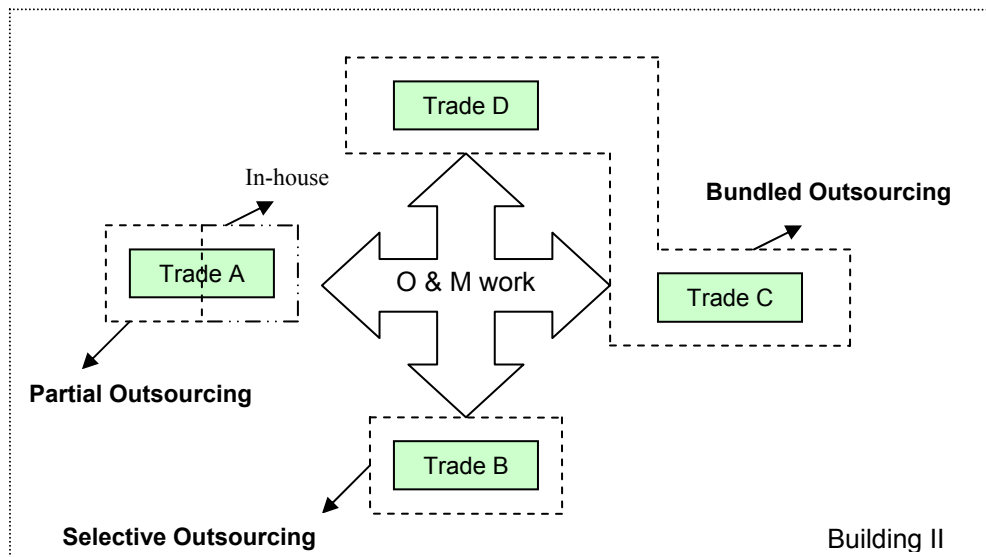 Trade D
In-house
Bundled Outsourcing
Trade A
O & M work
Trade C
Partial Outsourcing
Trade B
Selective Outsourcing
Building II